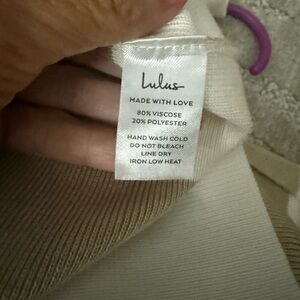 Lulus
MADE WITH LOVE
80% VISCOSE
20% POLYESTER
HAND WASH COLD
DO NOT BLEACH
LINE DRY
IRON LOW HEAT